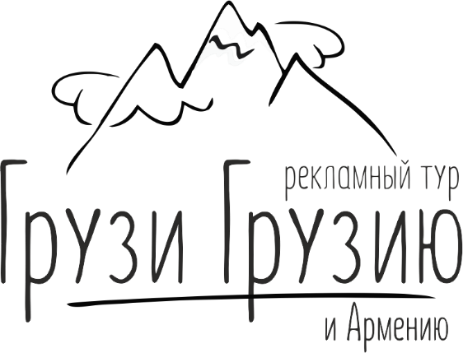 рекламный тур
Грузи Грузию
и Армению